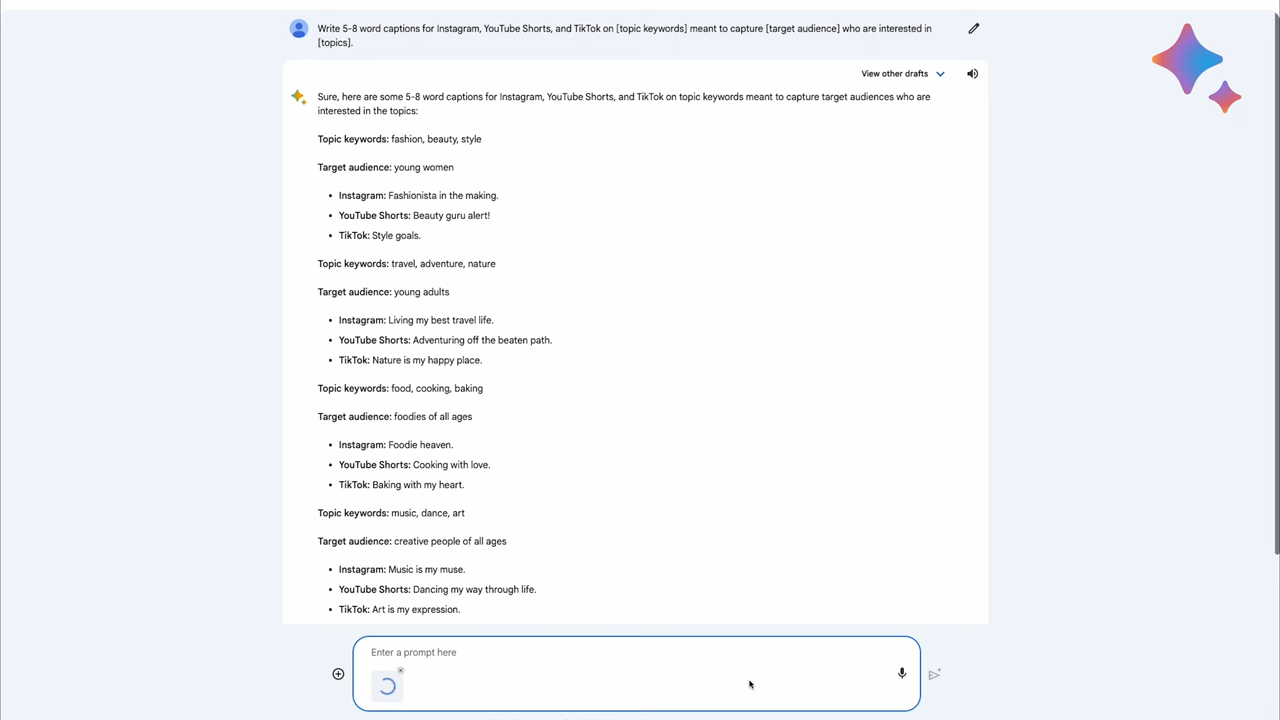 Write 5-8 word captions for Instagram, YouTube Shorts, and TikTok on [topic keywords] meant to capture [target audience] who are interested in
[topics].
View other drafts
Sure, here are some 5-8 word captions for Instagram, YouTube Shorts, and TikTok on topic keywords meant to capture target audiences who are
interested in the topics:
Topic keywords: fashion, beauty, style
Target audience: young women
• Instagram: Fashionista in the making.
• YouTube Shorts: Beauty guru alert!
• TikTok: Style goals.
Topic keywords: travel, adventure, nature
Target audience: young adults
• Instagram: Living my best travel life.
• YouTube Shorts: Adventuring off the beaten path.
• TikTok: Nature is my happy place.
Topic keywords: food, cooking, baking
Target audience: foodies of all ages
• Instagram: Foodie heaven.
• YouTube Shorts: Cooking with love.
• TikTok: Baking with my heart.
Topic keywords: music, dance, art
Target audience: creative people of all ages
• Instagram: Music is my muse.
• YouTube Shorts: Dancing my way through life.
• TikTok: Art is my expression.
Enter a prompt here